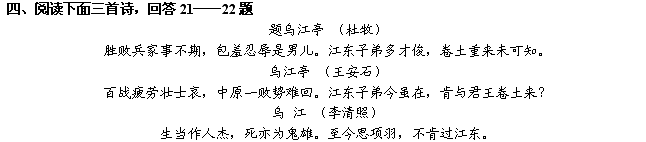 四、阅读下面三首诗，回答 21——22 题
题乌江亭 （杜牧）
胜败兵家事不期，包羞忍辱是男儿。江东子弟多才俊，卷土重来未可知。
乌江亭 （王安石）
百战疲劳壮士哀，中原一败势难回。江东子弟今虽在，肯与君王卷土来？
乌 江 （李清照）
生当作人杰，死亦为鬼雄。至今思项羽，不肯过江东。